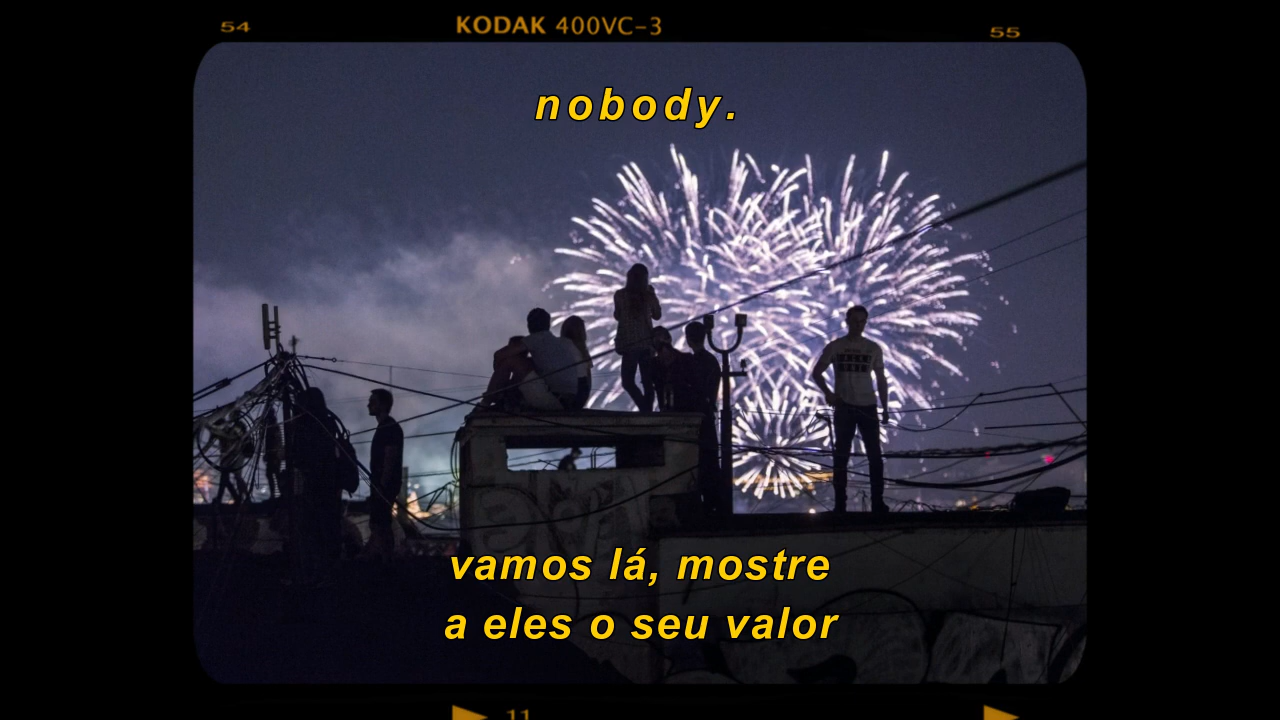 54 KODAK 400VC-3 55
nobody.
vamos lá, mostre
a eles o seu valor
11